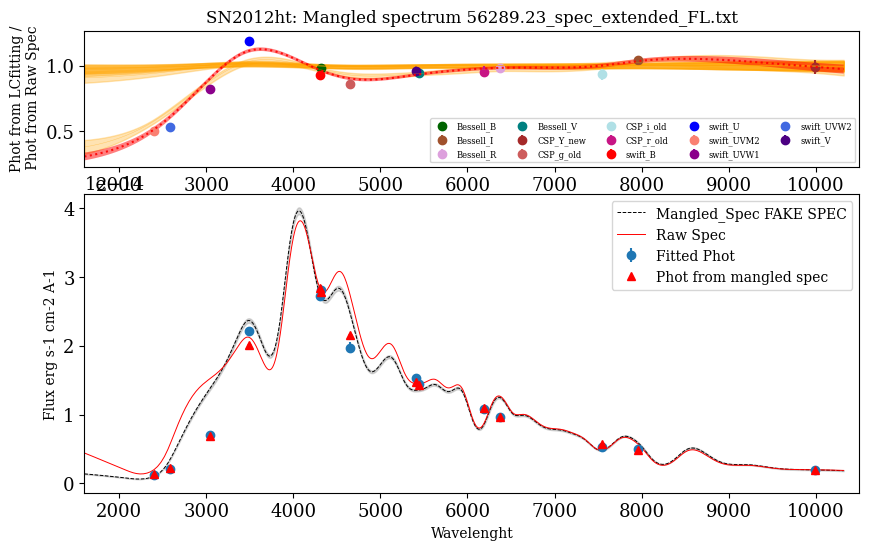 SN2012ht: Mangled spectrum 56289.23_spec_extended_FL.txt
Phot from LCfitting /
Phot from Raw Spec
1.0
0.5
Bessell_B
Bessell_I
Bessell_R
Bessell_V
CSP_Y_new
CSP_g_old
CSP_i_old
CSP_r_old
swift_B
swift_U
swift_UVM2
swift_UVW1
swift_UVW2
swift_V
2000 3000 4000 5000 6000 7000 8000 9000 10000
1e−14
Flux erg s-1 cm-2 A-1
4
3
2
1
0
Mangled_Spec FAKE SPEC
Raw Spec
Fitted Phot
Phot from mangled spec
2000 3000 4000 5000 6000 7000 8000 9000 10000
Wavelenght